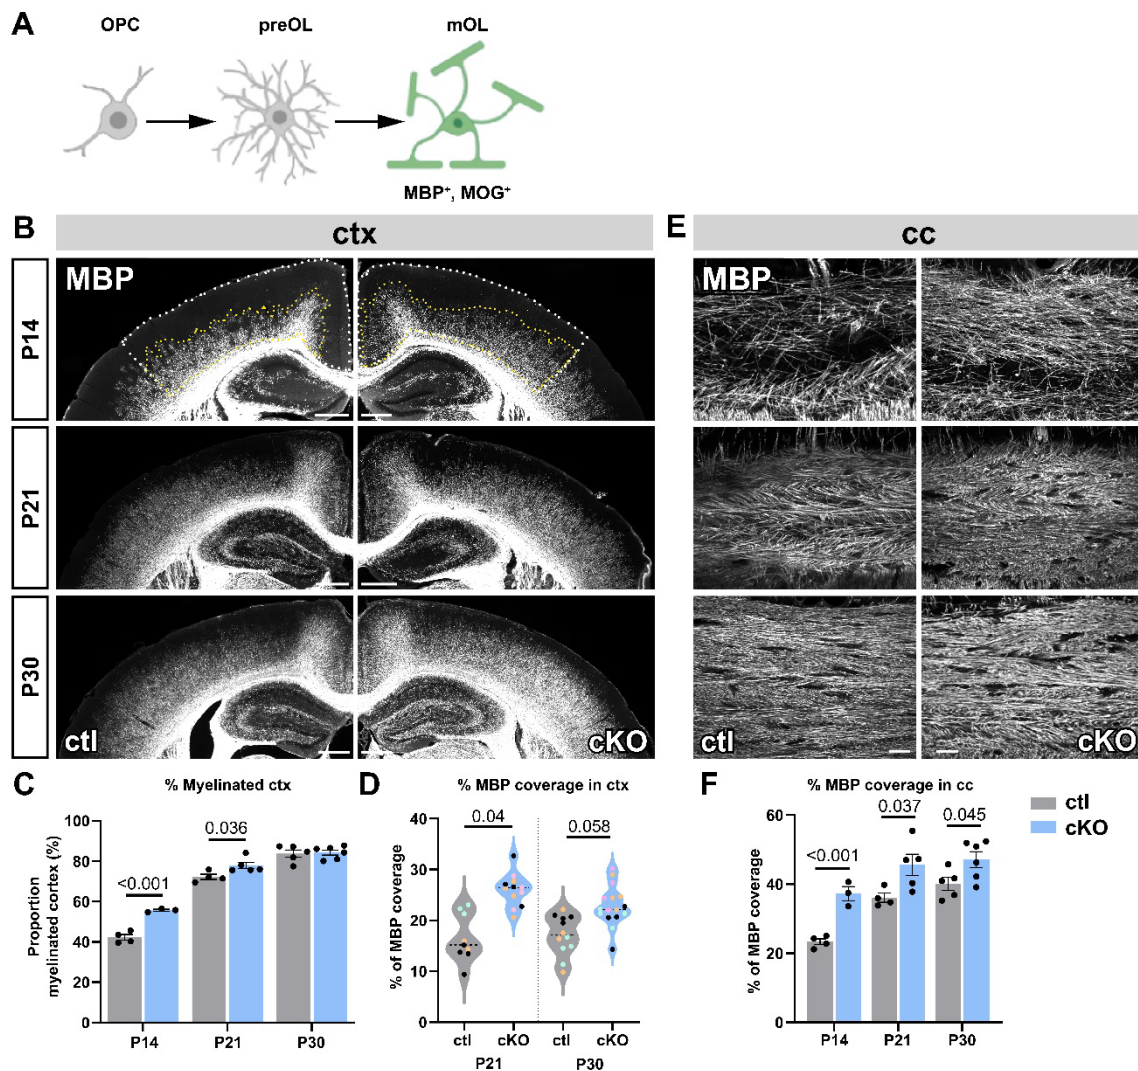 A
OPC
preOL
mOL
MBP⁺, MOG⁺
B
ctx
MBP
P14
P21
P30
ctl
cKO
E
cc
MBP
ctl
cKO
C
% Myelinated ctx
Proportion
myelinated cortex (%)
100
80
60
40
20
0
<0.001
0.036
P14
P21
P30
D
% MBP coverage in ctx
% of MBP coverage
40
30
20
10
0
0.04
0.058
ctl
cKO
ctl
cKO
P21
P30
F
% MBP coverage in cc
% of MBP coverage
60
40
20
0
<0.001
0.037
0.045
P14
P21
P30
ctl
cKO